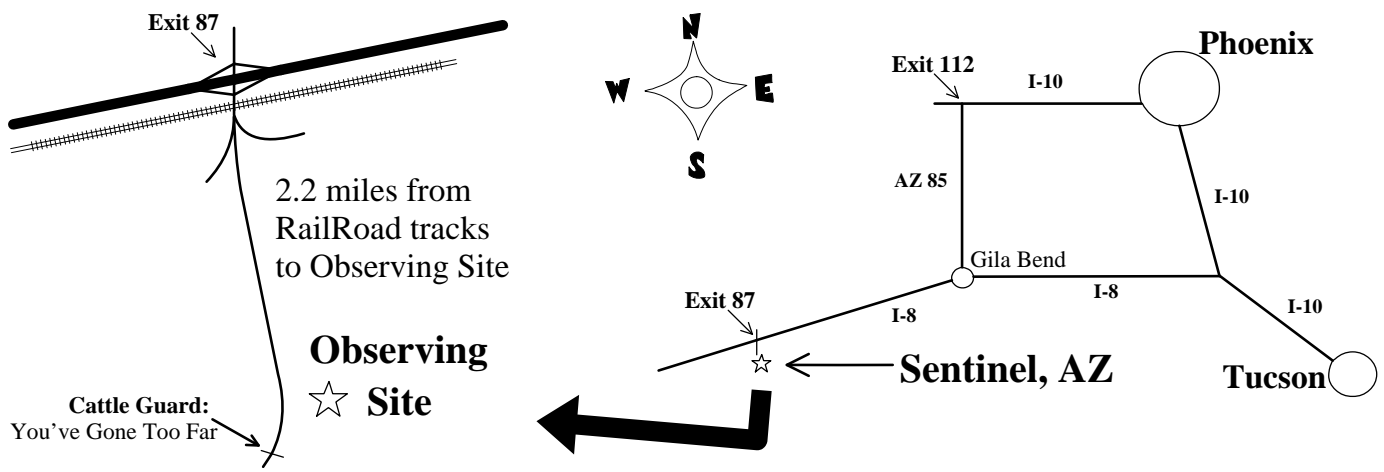 Exit 87
2.2 miles from
RailRoad tracks
to Observing Site
Observing
Site
Cattle Guard:
You've Gone Too Far
N
W
E
S
Phoenix
Exit 112
I-10
AZ 85
I-10
Gila Bend
Exit 87
I-8
I-8
I-10
Sentinel, AZ
Tucson